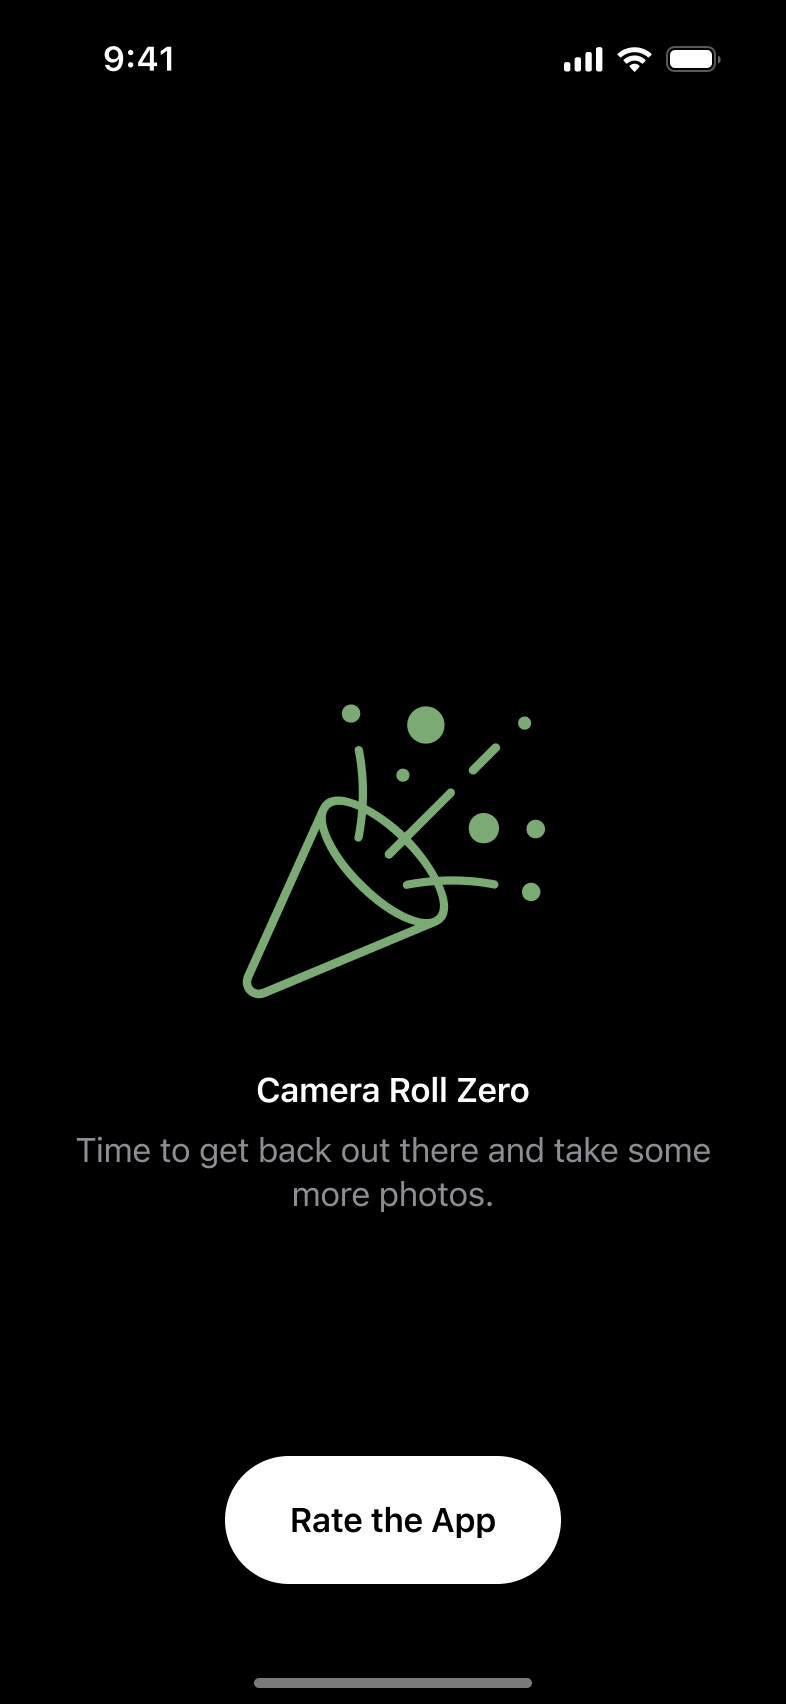 9:41
Camera Roll Zero
Time to get back out there and take some
more photos.
Rate the App